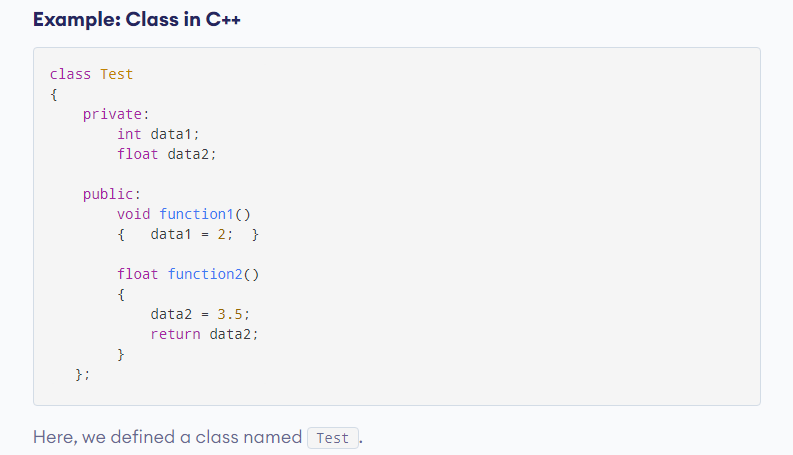 Example: Class in C++
class Test
{
    private:
        int data1;
        float data2;

    public:
        void function1()
        {   data1 = 2;  }

        float function2()
        {
            data2 = 3.5;
            return data2;
        }
   };
Here, we defined a class named Test.